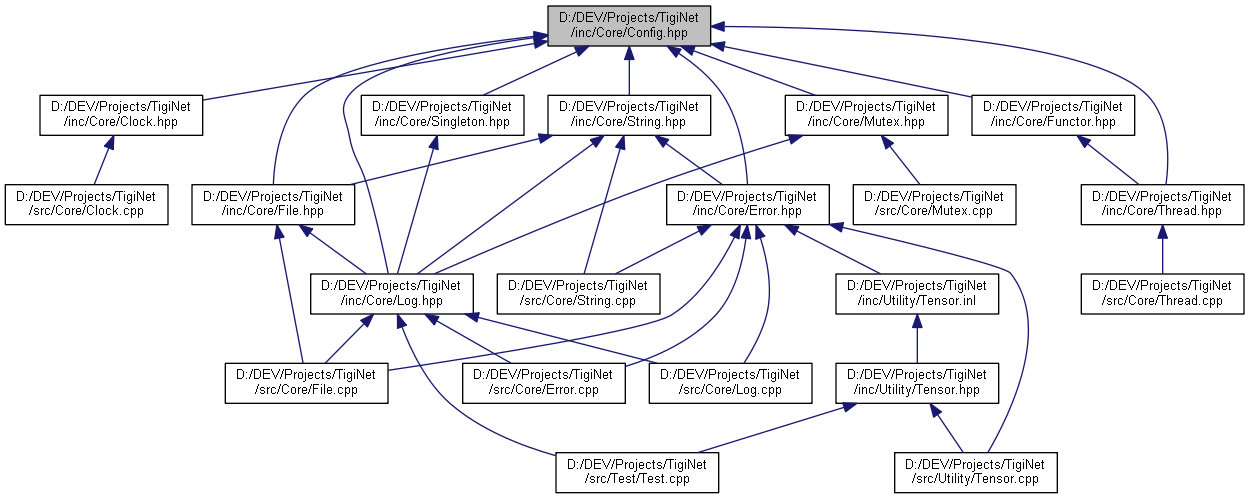 D:/DEV/Projects/TigiNet
/inc/Core/Config.hpp
D:/DEV/Projects/TigiNet
/inc/Core/Clock.hpp
D:/DEV/Projects/TigiNet
/inc/Core/Singleton.hpp
D:/DEV/Projects/TigiNet
/inc/Core/String.hpp
D:/DEV/Projects/TigiNet
/inc/Core/Mutex.hpp
D:/DEV/Projects/TigiNet
/inc/Core/Functor.hpp
D:/DEV/Projects/TigiNet
/src/Core/Clock.cpp
D:/DEV/Projects/TigiNet
/inc/Core/File.hpp
D:/DEV/Projects/TigiNet
/inc/Core/Error.hpp
D:/DEV/Projects/TigiNet
/src/Core/Mutex.cpp
D:/DEV/Projects/TigiNet
/inc/Core/Thread.hpp
D:/DEV/Projects/TigiNet
/inc/Core/Log.hpp
D:/DEV/Projects/TigiNet
/src/Core/String.cpp
D:/DEV/Projects/TigiNet
/inc/Utility/Tensor.inl
D:/DEV/Projects/TigiNet
/src/Core/Thread.cpp
D:/DEV/Projects/TigiNet
/src/Core/File.cpp
D:/DEV/Projects/TigiNet
/src/Core/Error.cpp
D:/DEV/Projects/TigiNet
/src/Core/Log.cpp
D:/DEV/Projects/TigiNet
/inc/Utility/Tensor.hpp
D:/DEV/Projects/TigiNet
/src/Test/Test.cpp
D:/DEV/Projects/TigiNet
/src/Utility/Tensor.cpp